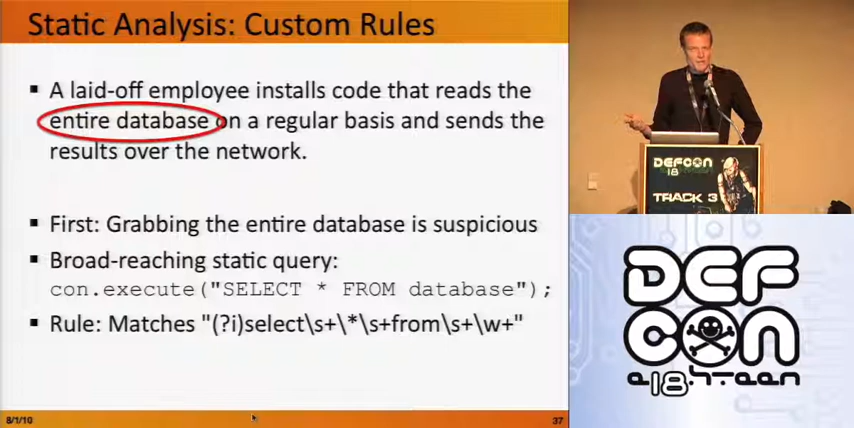 Static Analysis: Custom Rules
▪ A laid-off employee installs code that reads the
entire database on a regular basis and sends the
results over the network.
▪ First: Grabbing the entire database is suspicious
▪ Broad-reaching static query:
con.execute("SELECT * FROM database");
▪ Rule: Matches "(?i)select\s+\*\s+from\s+\w+"
8/1/10
37
DEFCON
18
TRACK 3
DEF
CON
e18h.teen